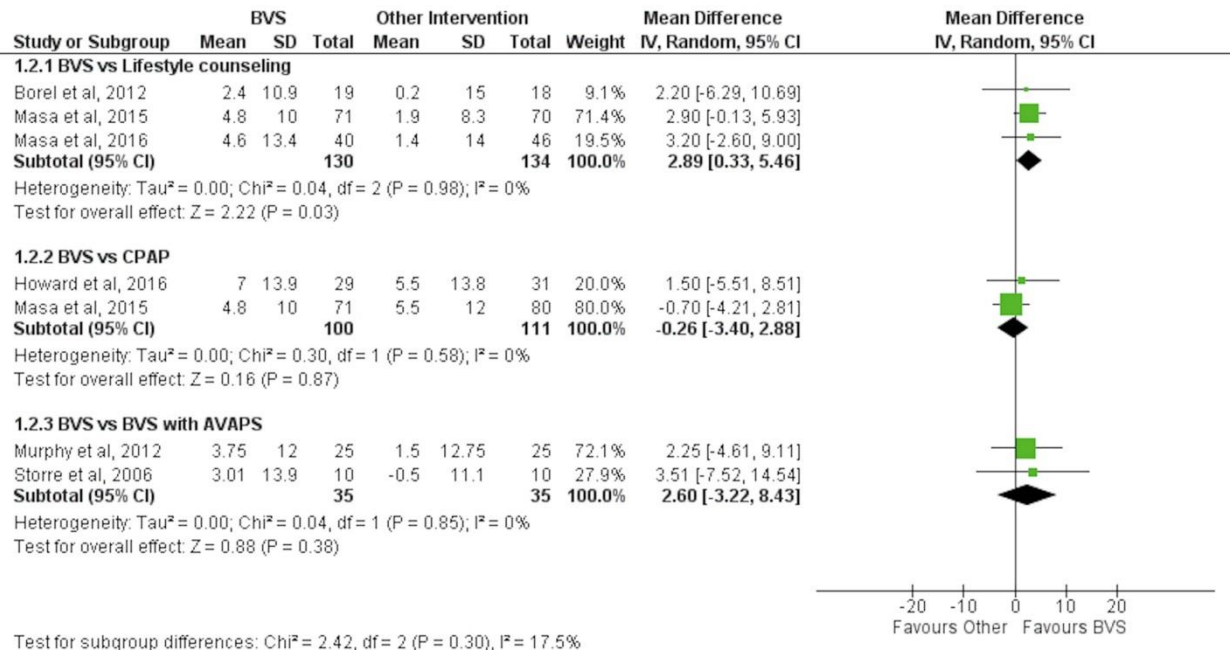 BVS Other Intervention Mean Difference Mean Difference
Study or Subgroup Mean SD Total Mean SD Total Weight IV, Random, 95% CI IV, Random, 95% CI
1.2.1 BVS vs Lifestyle counseling
Borel et al, 2012 2.4 10.9 19 0.2 15 18 9.1% 2.20 [-6.29, 10.69]
Masa et al, 2015 4.8 10 71 1.9 8.3 70 71.4% 2.90 [-0.13, 5.93]
Masa et al, 2016 4.6 13.4 40 1.4 14 46 19.5% 3.20 [-2.60, 9.00]
Subtotal (95% CI) 130 134 100.0% 2.89 [0.33, 5.46]
Heterogeneity: Tau² = 0.00; Chi² = 0.04, df = 2 (P = 0.98); I² = 0%
Test for overall effect: Z = 2.22 (P = 0.03)
1.2.2 BVS vs CPAP
Howard et al, 2016 7 13.9 29 5.5 13.8 31 20.0% 1.50 [-5.51, 8.51]
Masa et al, 2015 4.8 10 71 5.5 12 80 80.0% -0.70 [-4.21, 2.81]
Subtotal (95% CI) 100 111 100.0% -0.26 [-3.40, 2.88]
Heterogeneity: Tau² = 0.00; Chi² = 0.30, df = 1 (P = 0.58); I² = 0%
Test for overall effect: Z = 0.16 (P = 0.87)
1.2.3 BVS vs BVS with AVAPS
Murphy et al, 2012 3.75 12 25 1.5 12.75 25 72.1% 2.25 [-4.61, 9.11]
Storre et al, 2006 3.01 13.9 10 -0.5 11.1 10 27.9% 3.51 [-7.52, 14.54]
Subtotal (95% CI) 35 35 100.0% 2.60 [-3.22, 8.43]
Heterogeneity: Tau² = 0.00; Chi² = 0.04, df = 1 (P = 0.85); I² = 0%
Test for overall effect: Z = 0.88 (P = 0.38)
-20 -10 0 10 20
Favours Other Favours BVS
Test for subgroup differences: Chi² = 2.42, df = 2 (P = 0.30), I² = 17.5%